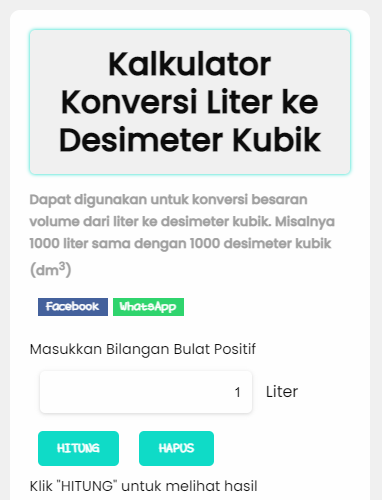 Kalkulator
Konversi Liter ke
Desimeter Kubik
Dapat digunakan untuk konversi besaran
volume dari liter ke desimeter kubik. Misalnya
1000 liter sama dengan 1000 desimeter kubik
(dm³)
Facebook WhatsApp
Masukkan Bilangan Bulat Positif
1 Liter
HITUNG HAPUS
Klik "HITUNG" untuk melihat hasil